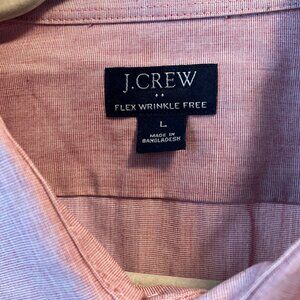 J.CREW
FLEX WRINKLE FREE
L
MADE IN
BANGLADESH